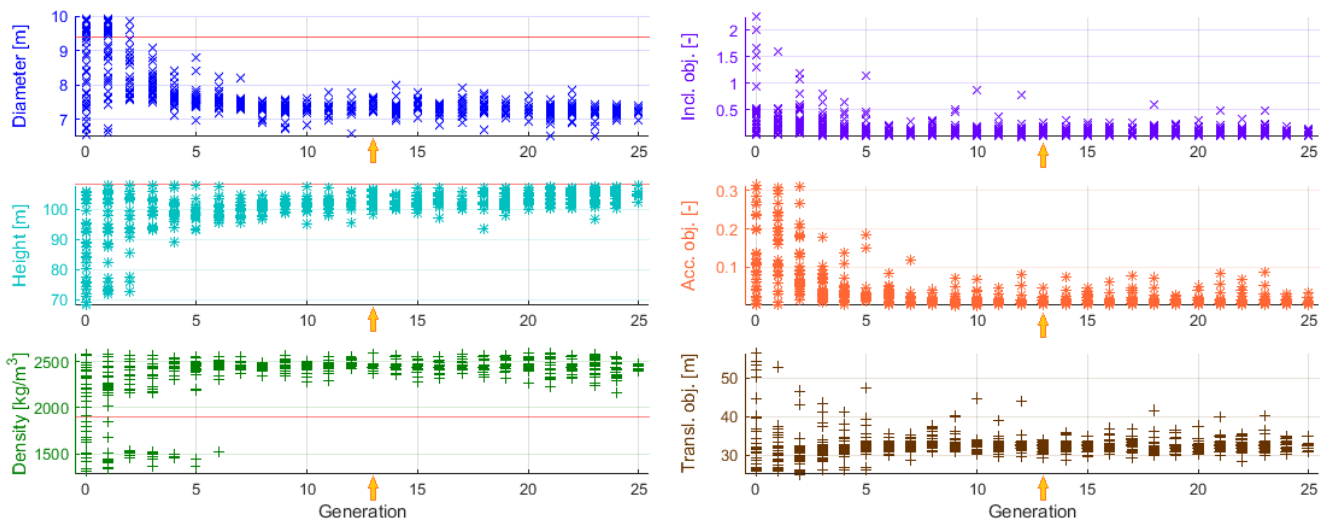 Diameter [m]
10
9
8
7
0 5 10 15 20 25
Incl. obj. [-]
2
1.5
1
0.5
0 5 10 15 20 25
Height [m]
100
90
80
70
0 5 10 15 20 25
Acc. obj. [-]
0.3
0.2
0.1
0 5 10 15 20 25
Density [kg/m³]
2500
2000
1500
0 5 10 15 20 25
Generation
Transl. obj. [m]
50
40
30
0 5 10 15 20 25
Generation